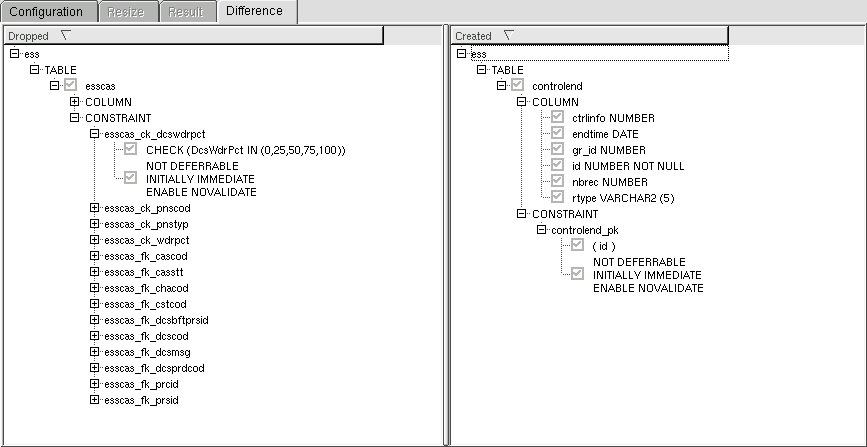 Configuration
Resize
Result
Difference
Dropped
ess
TABLE
esscas
COLUMN
CONSTRAINT
esscas_ck_dcswdrpct
CHECK (DcsWdrPct IN (0,25,50,75,100))
NOT DEFERRABLE
INITIALLY IMMEDIATE
ENABLE NOVALIDATE
esscas_ck_pnscod
esscas_ck_pnstyp
esscas_ck_wdrpct
esscas_fk_cascod
esscas_fk_casstt
esscas_fk_chacod
esscas_fk_cstcod
esscas_fk_dcsbftprsid
esscas_fk_dcscod
esscas_fk_dcsmsg
esscas_fk_dcsprdcod
esscas_fk_prcid
esscas_fk_prsid
Created
ess
TABLE
controlend
COLUMN
ctrlinfo NUMBER
endtime DATE
gr_id NUMBER
id NUMBER NOT NULL
nbrec NUMBER
rtype VARCHAR2 (5)
CONSTRAINT
controlend_pk
( id )
NOT DEFERRABLE
INITIALLY IMMEDIATE
ENABLE NOVALIDATE